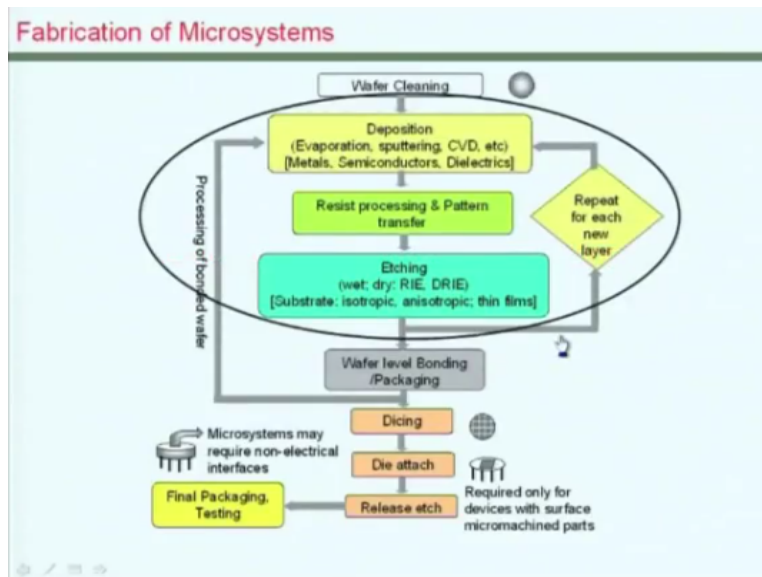 Fabrication of Microsystems
Wafer Cleaning
Deposition
(Evaporation, sputtering, CVD, etc)
[Metals, Semiconductors, Dielectrics]
Resist processing & Pattern
transfer
Repeat
for each
new
layer
Etching
(wet; dry: RIE, DRIE)
[Substrate: isotropic, anisotropic; thin films]
Processing of bonded wafer
Wafer level Bonding
/Packaging
Dicing
Microsystems may
require non-electrical
interfaces
Die attach
Required only for
devices with surface
micromachined parts
Release etch
Final Packaging,
Testing